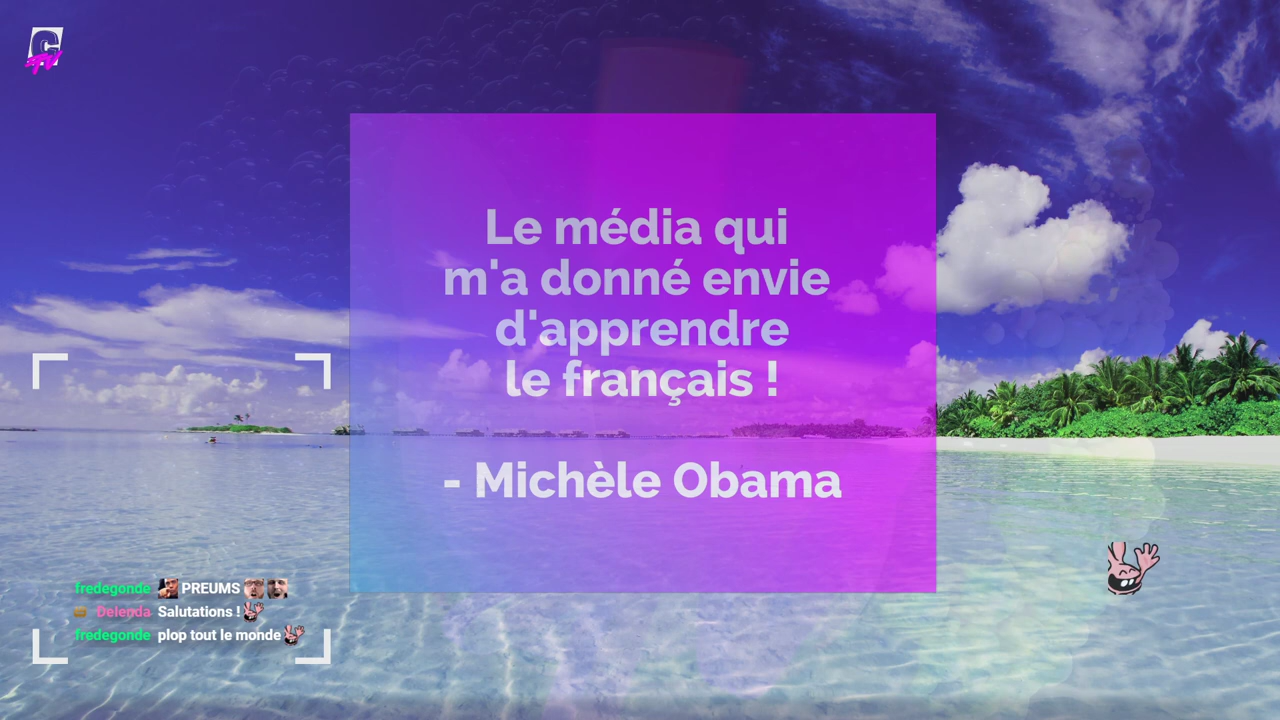 Le média qui
m'a donné envie
d'apprendre
le français !
- Michèle Obama
fredegonde PREUMS
Delenda Salutations !
fredegonde plop tout le monde